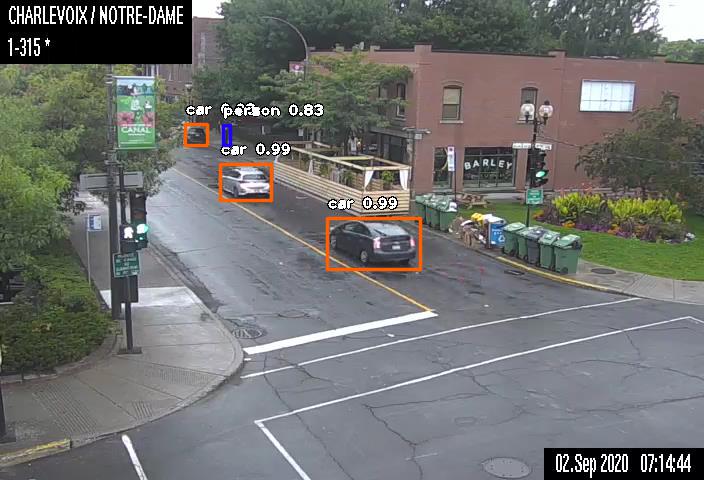 CHARLEVOIX / NOTRE-DAME
1-315 *
car
person 0.83
car 0.99
car 0.99
CANAL
BARLEY
02.Sep 2020 07:14:44